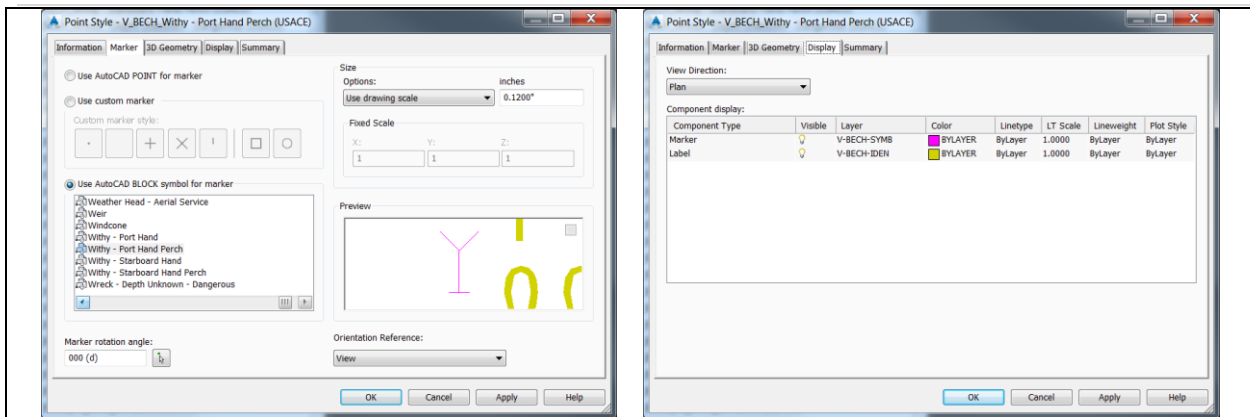 Point Style - V_BECH_Withy - Port Hand Perch (USACE)
Information Marker 3D Geometry Display Summary
Use AutoCAD POINT for marker
Use custom marker
Custom marker style:
Use AutoCAD BLOCK symbol for marker
Weather Head - Aerial Service
Weir
Windcone
Withy - Port Hand
Withy - Port Hand Perch
Withy - Starboard Hand
Withy - Starboard Hand Perch
Wreck - Depth Unknown - Dangerous
Marker rotation angle:
000 (d)
Size
Options: inches
Use drawing scale 0.1200"
Fixed Scale
X: Y: Z:
1 1 1
Preview
Orientation Reference:
View
OK Cancel Apply Help
Point Style - V_BECH_Withy - Port Hand Perch (USACE)
Information Marker 3D Geometry Display Summary
View Direction:
Plan
Component display:
Component Type Visible Layer Color Linetype LT Scale Lineweight Plot Style
Marker V-BECH-SYMB BYLAYER ByLayer 1.0000 ByLayer ByLayer
Label V-BECH-IDEN BYLAYER ByLayer 1.0000 ByLayer ByLayer
OK Cancel Apply Help